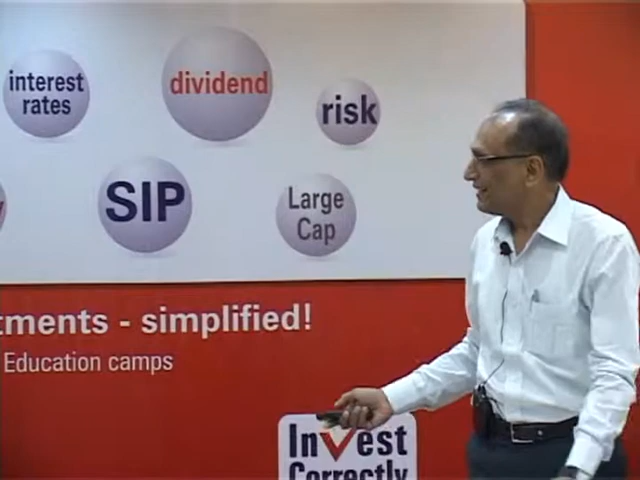 interest
rates
dividend
risk
SIP
Large
Cap
tments - simplified!
Education camps
Invest
Correctly